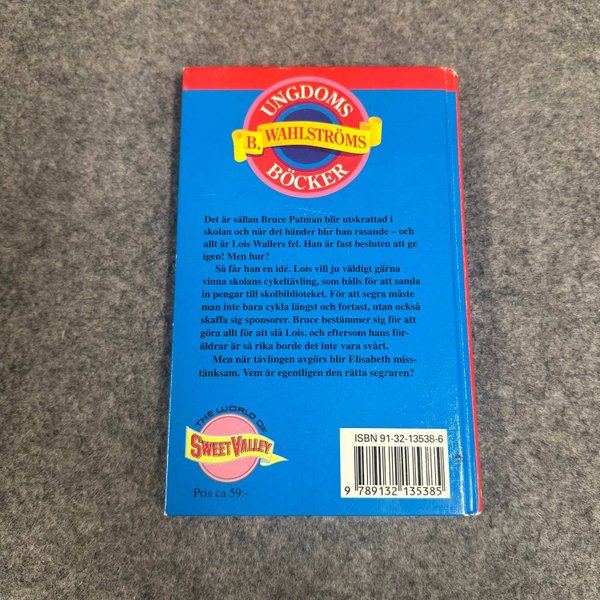 UNGDOMS
B. WAHLSTRÖMS
BÖCKER
Det är sällan Bruce Patman blir utskrattad i
skolan och när det händer blir han rasande – och
allt är Lois Wallers fel. Han är fast besluten att ge
igen! Men hur?
Så får han en idé. Lois vill ju väldigt gärna
vinna skolans cykeltävling, som hålls för att samla
in pengar till skolbiblioteket. För att segra måste
man inte bara cykla längst och fortast, utan också
skaffa sig sponsorer. Bruce bestämmer sig för att
göra allt för att slå Lois, och eftersom hans för-
äldrar är så rika borde det inte vara svårt.
Men när tävlingen avgörs blir Elisabeth miss-
tänksam. Vem är egentligen den rätta segraren?
THE WORLD OF
SWEET VALLEY
Pris ca 59:-
ISBN 91-32-13538-6
9 789132 135385